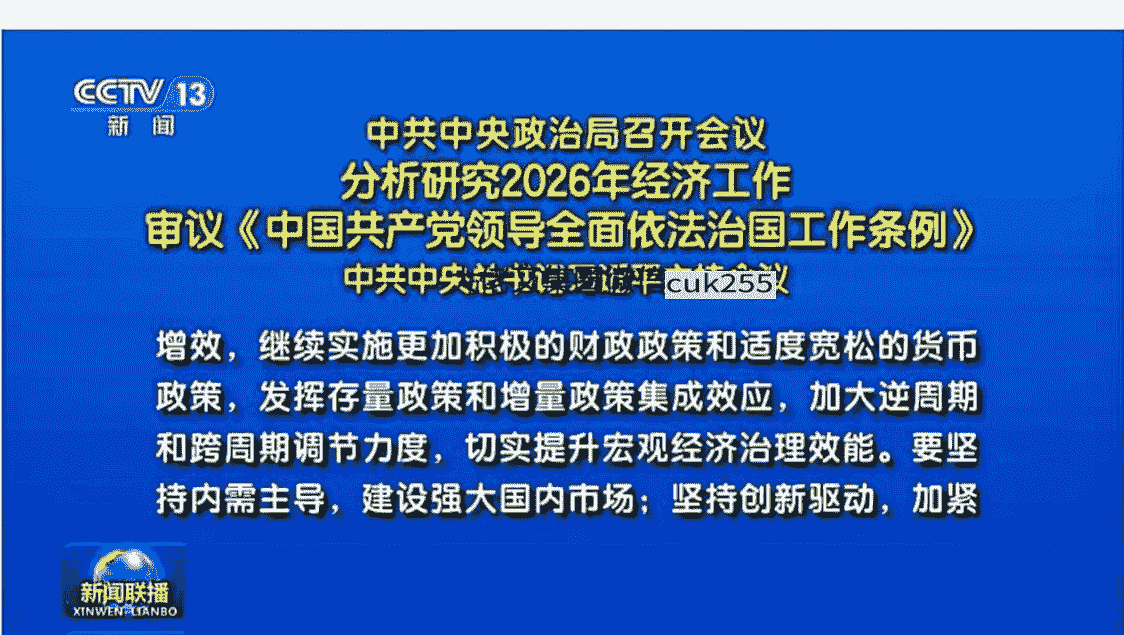 CCTV 13
新闻
中共中央政治局召开会议
分析研究2026年经济工作
审议《中国共产党领导全面依法治国工作条例》
中共中央总书记 议
cuk255
增效，继续实施更加积极的财政政策和适度宽松的货币
政策，发挥存量政策和增量政策集成效应，加大逆周期
和跨周期调节力度，切实提升宏观经济治理效能。要坚
持内需主导，建设强大国内市场；坚持创新驱动，加紧
新闻联播
XINWEN LIANBO